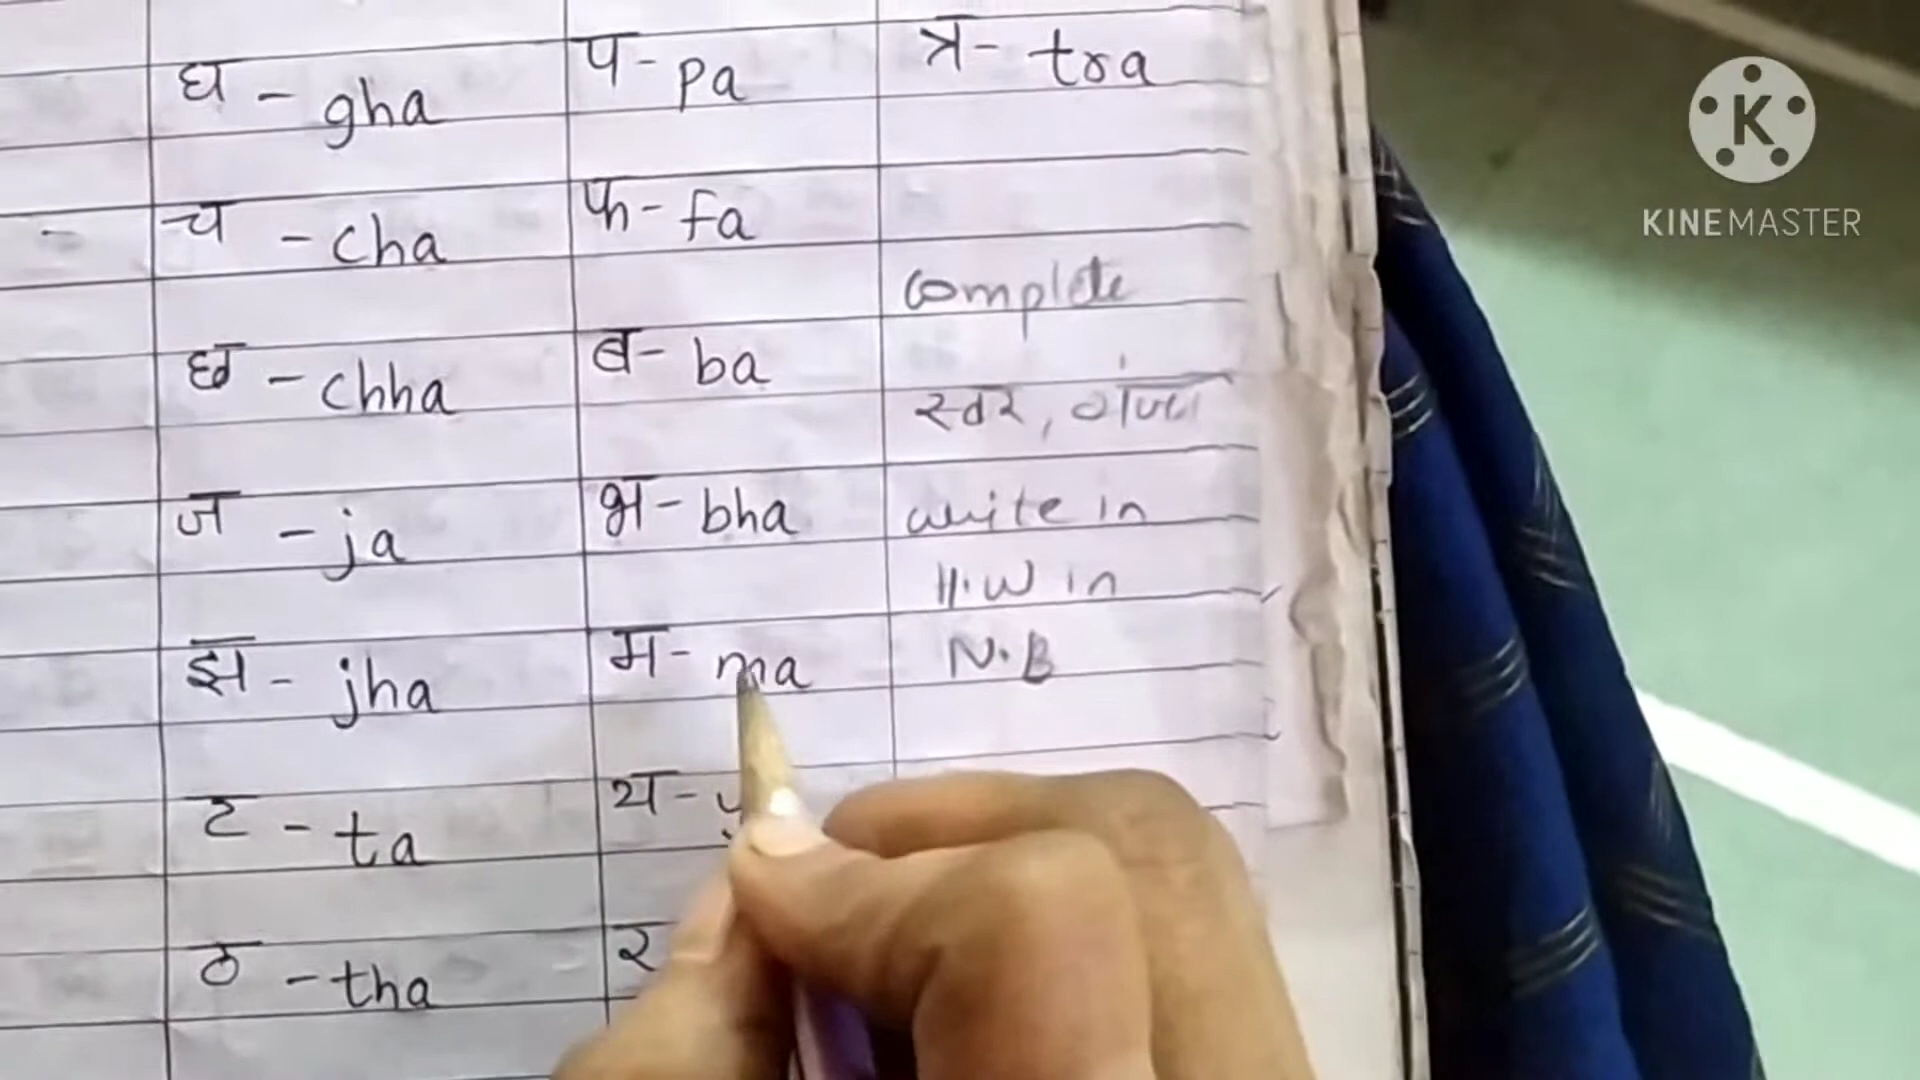 घ - gha
च - cha
छ - chha
ज - ja
झ - jha
ट - ta
ठ - tha
प - pa
फ - fa
ब - ba
भ - bha
म - ma
य - y
र
त्र - tra
complete
स्वर,
write in
H.W in
N.B
K
KINEMASTER